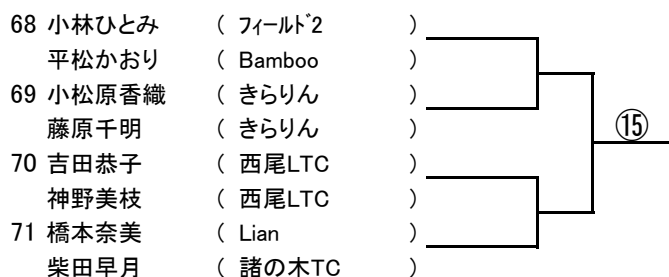 68 小林ひとみ ( フィールド2 )
平松かおり ( Bamboo )
69 小松原香織 ( きらりん )
藤原千明 ( きらりん )
⑮
70 吉田恭子 ( 西尾LTC )
神野美枝 ( 西尾LTC )
71 橋本奈美 ( Lian )
柴田早月 ( 諸の木TC )